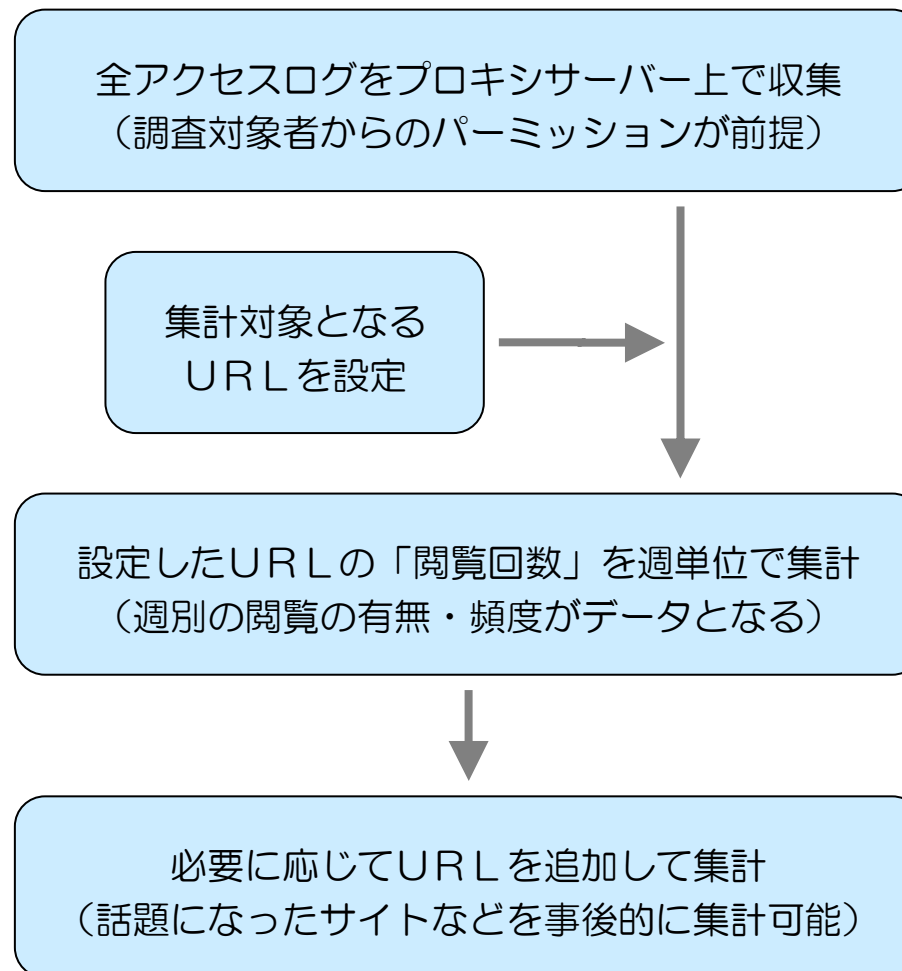 全アクセスログをプロキシサーバー上で収集
（調査対象者からのパーミッションが前提）
集計対象となる
ＵＲＬを設定
設定したＵＲＬの「閲覧回数」を週単位で集計
（週別の閲覧の有無・頻度がデータとなる）
必要に応じてＵＲＬを追加して集計
（話題になったサイトなどを事後的に集計可能）